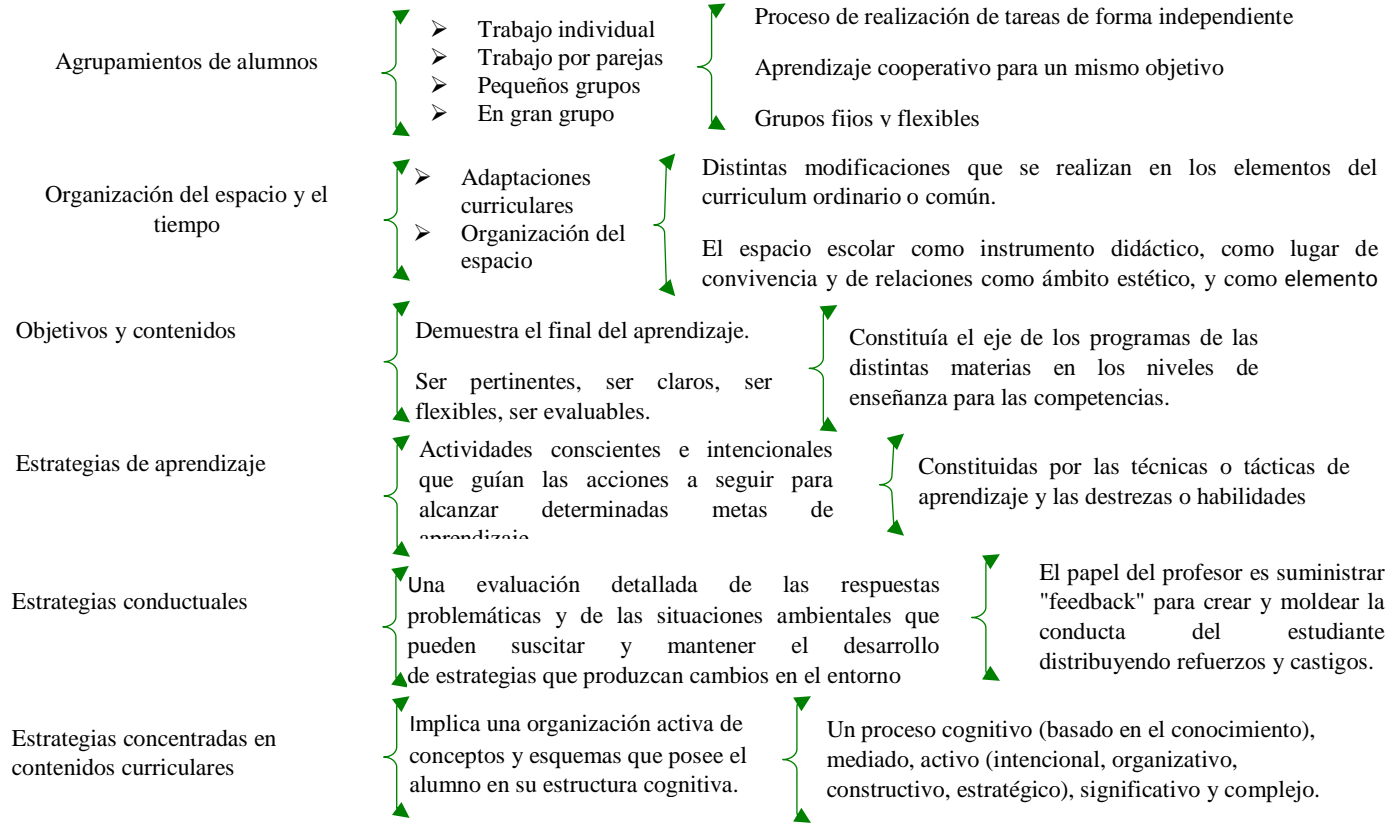 Agrupamientos de alumnos
➢ Trabajo individual
➢ Trabajo por parejas
➢ Pequeños grupos
➢ En gran grupo
Proceso de realización de tareas de forma independiente
Aprendizaje cooperativo para un mismo objetivo
Grupos fijos y flexibles
Organización del espacio y el
tiempo
➢ Adaptaciones
curriculares
➢ Organización del
espacio
Distintas modificaciones que se realizan en los elementos del
curriculum ordinario o común.
El espacio escolar como instrumento didáctico, como lugar de
convivencia y de relaciones como ámbito estético, y como elemento
Objetivos y contenidos
Demuestra el final del aprendizaje.
Ser pertinentes, ser claros, ser
flexibles, ser evaluables.
Constituía el eje de los programas de las
distintas materias en los niveles de
enseñanza para las competencias.
Estrategias de aprendizaje
Actividades conscientes e intencionales
que guían las acciones a seguir para
alcanzar determinadas metas de
aprendizaje
Constituidas por las técnicas o tácticas de
aprendizaje y las destrezas o habilidades
Estrategias conductuales
Una evaluación detallada de las respuestas
problemáticas y de las situaciones ambientales que
pueden suscitar y mantener el desarrollo
de estrategias que produzcan cambios en el entorno
El papel del profesor es suministrar
"feedback" para crear y moldear la
conducta del estudiante
distribuyendo refuerzos y castigos.
Estrategias concentradas en
contenidos curriculares
Implica una organización activa de
conceptos y esquemas que posee el
alumno en su estructura cognitiva.
Un proceso cognitivo (basado en el conocimiento),
mediado, activo (intencional, organizativo,
constructivo, estratégico), significativo y complejo.